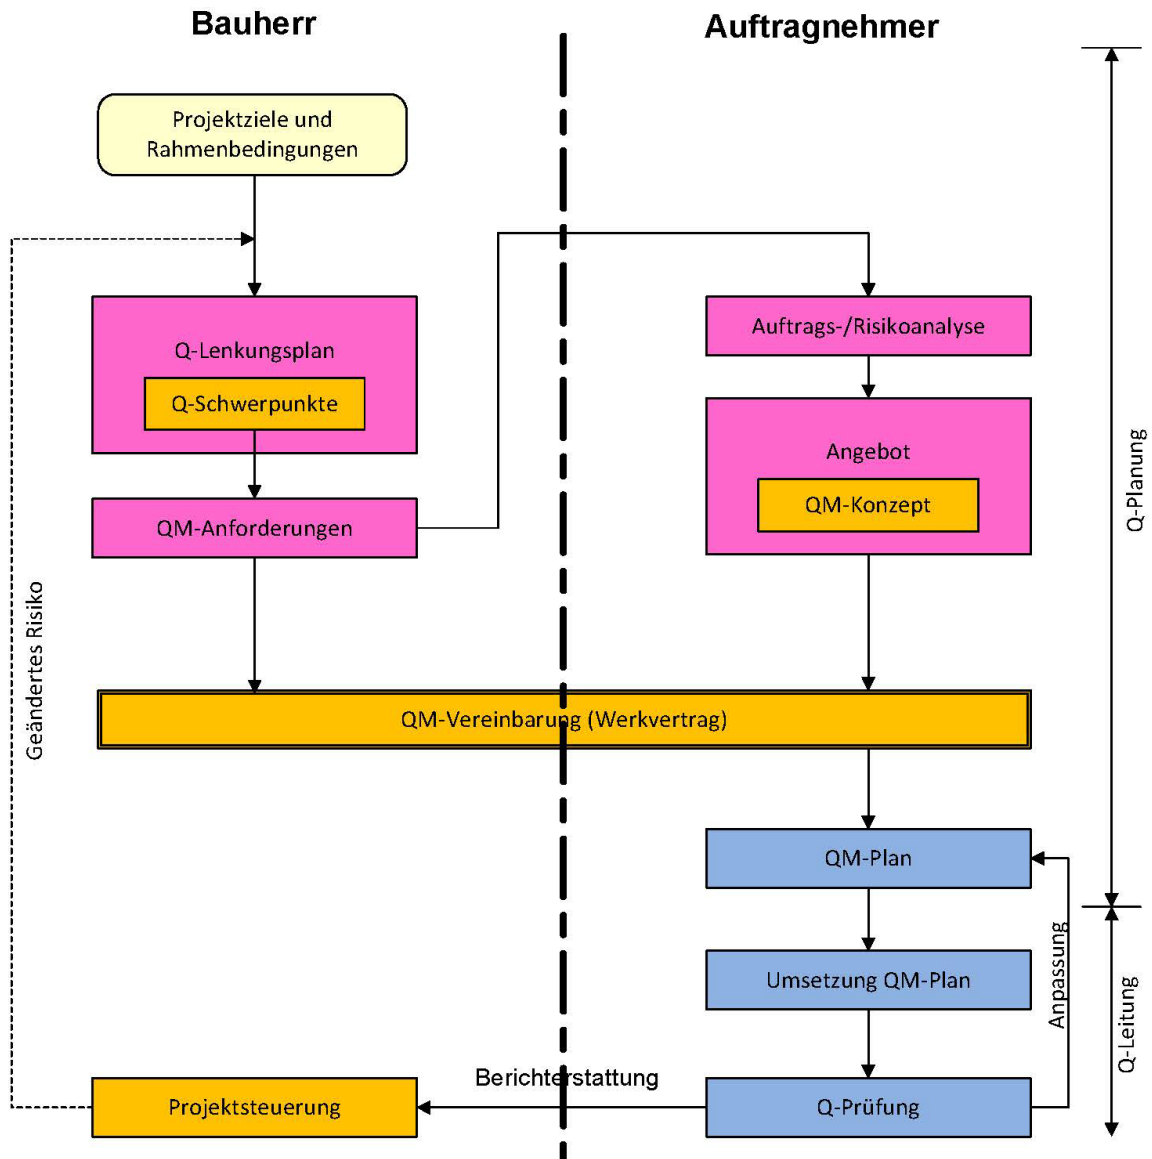 Bauherr
Auftragnehmer
Projektziele und
Rahmenbedingungen
Q-Lenkungsplan
Q-Schwerpunkte
QM-Anforderungen
Auftrags-/Risikoanalyse
Angebot
QM-Konzept
Q-Planung
Geändertes Risiko
QM-Vereinbarung (Werkvertrag)
QM-Plan
Umsetzung QM-Plan
Anpassung
Q-Leitung
Berichterstattung
Projektsteuerung
Q-Prüfung